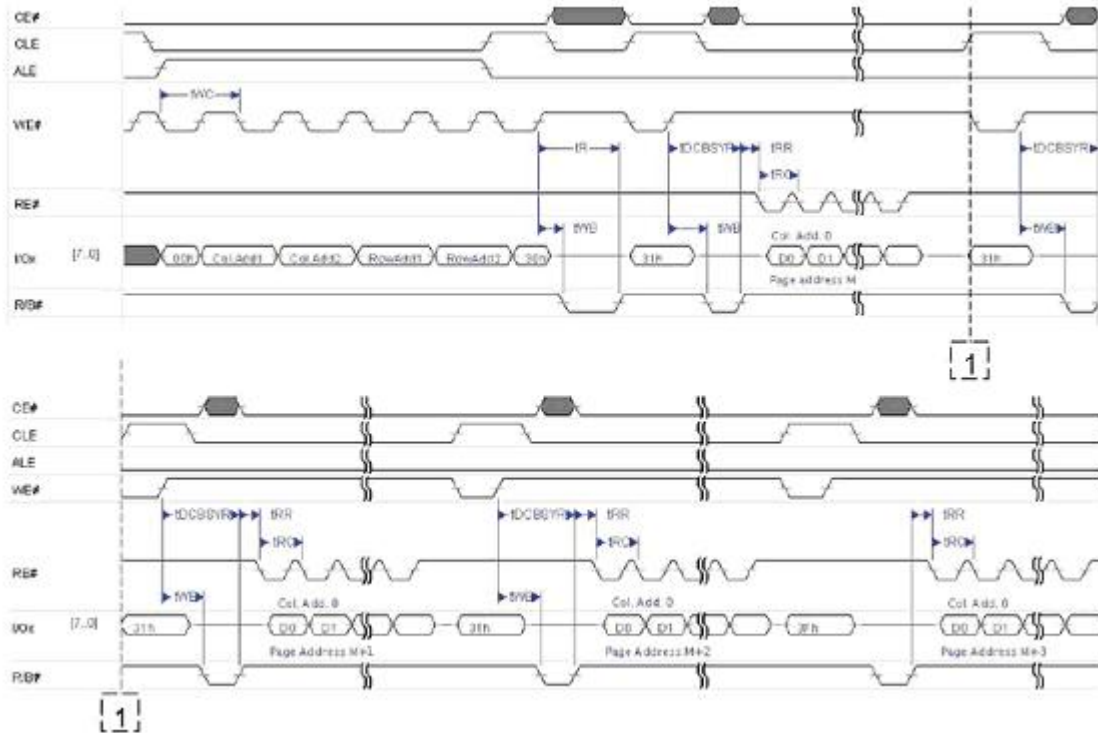 CE#
CLE
ALE
tWC
WE#
tR tDCBSYR tRR tDCBSYR
tRC
RE#
tWB tWB tWB
Col. Add. 0
I/Ox [7..0] 00h Col.Add1 Col.Add2 RowAdd1 RowAdd2 30h 31h D0 D1 31h
Page address M
R/B#
1
CE#
CLE
ALE
WE#
tDCBSYR tRR tDCBSYR tRR tRR
tRC tRC tRC
RE#
tWB tWB
Col. Add. 0 Col. Add. 0 Col. Add. 0
I/Ox [7..0] 31h D0 D1 D0 D1 3Fh D0 D1
Page Address M+1 Page Address M+2 Page Address M+3
R/B#
1